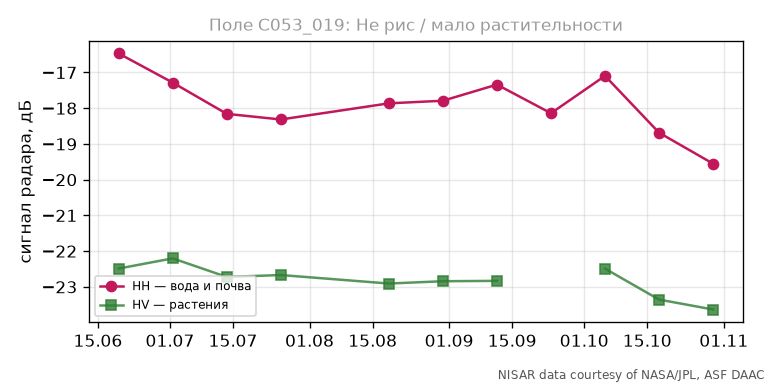 Поле C053_019: Не рис / мало растительности
сигнал радара, дБ
−17
−18
−19
−20
−21
−22
−23
HH — вода и почва
HV — растения
15.06 01.07 15.07 01.08 15.08 01.09 15.09 01.10 15.10 01.11
NISAR data courtesy of NASA/JPL, ASF DAAC